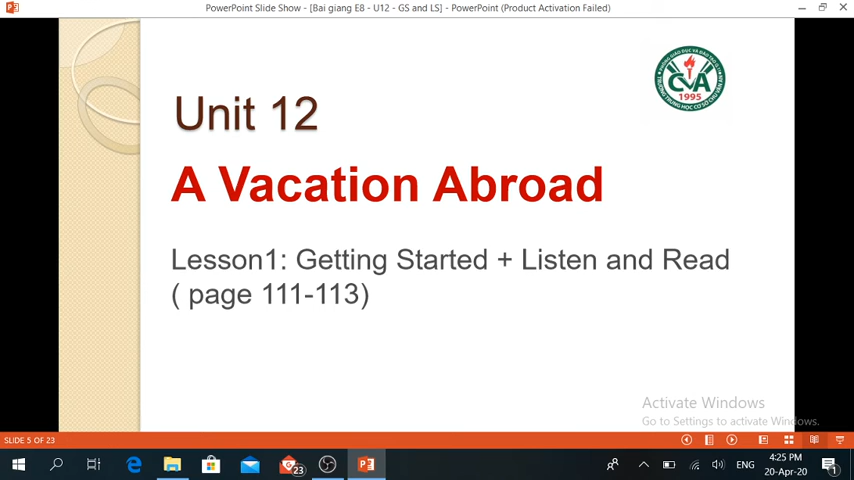 PowerPoint Slide Show - [Bai giang E8 - U12 - GS and LS] - PowerPoint (Product Activation Failed)
Unit 12
CVA
1995
A Vacation Abroad
Lesson1: Getting Started + Listen and Read
( page 111-113)
Activate Windows
Go to Settings to activate Windows.
SLIDE 5 OF 23
23
ENG
4:25 PM
20-Apr-20
1